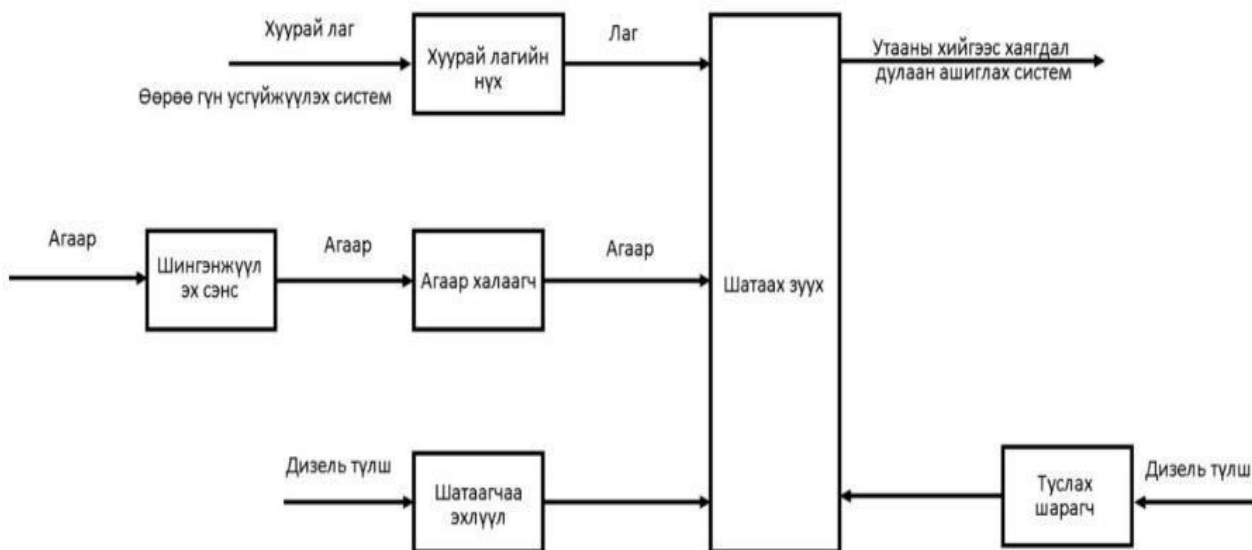 Хуурай лаг
Өөрөө гүн усгүйжүүлэх систем
Хуурай лагийн
нүх
Лаг
Утааны хийгээс хаягдал
дулаан ашиглах систем
Агаар
Шингэнжүүл
эх сэнс
Агаар
Агаар халаагч
Агаар
Шатаах зуух
Дизель түлш
Шатаагчаа
эхлүүл
Туслах
шарагч
Дизель түлш